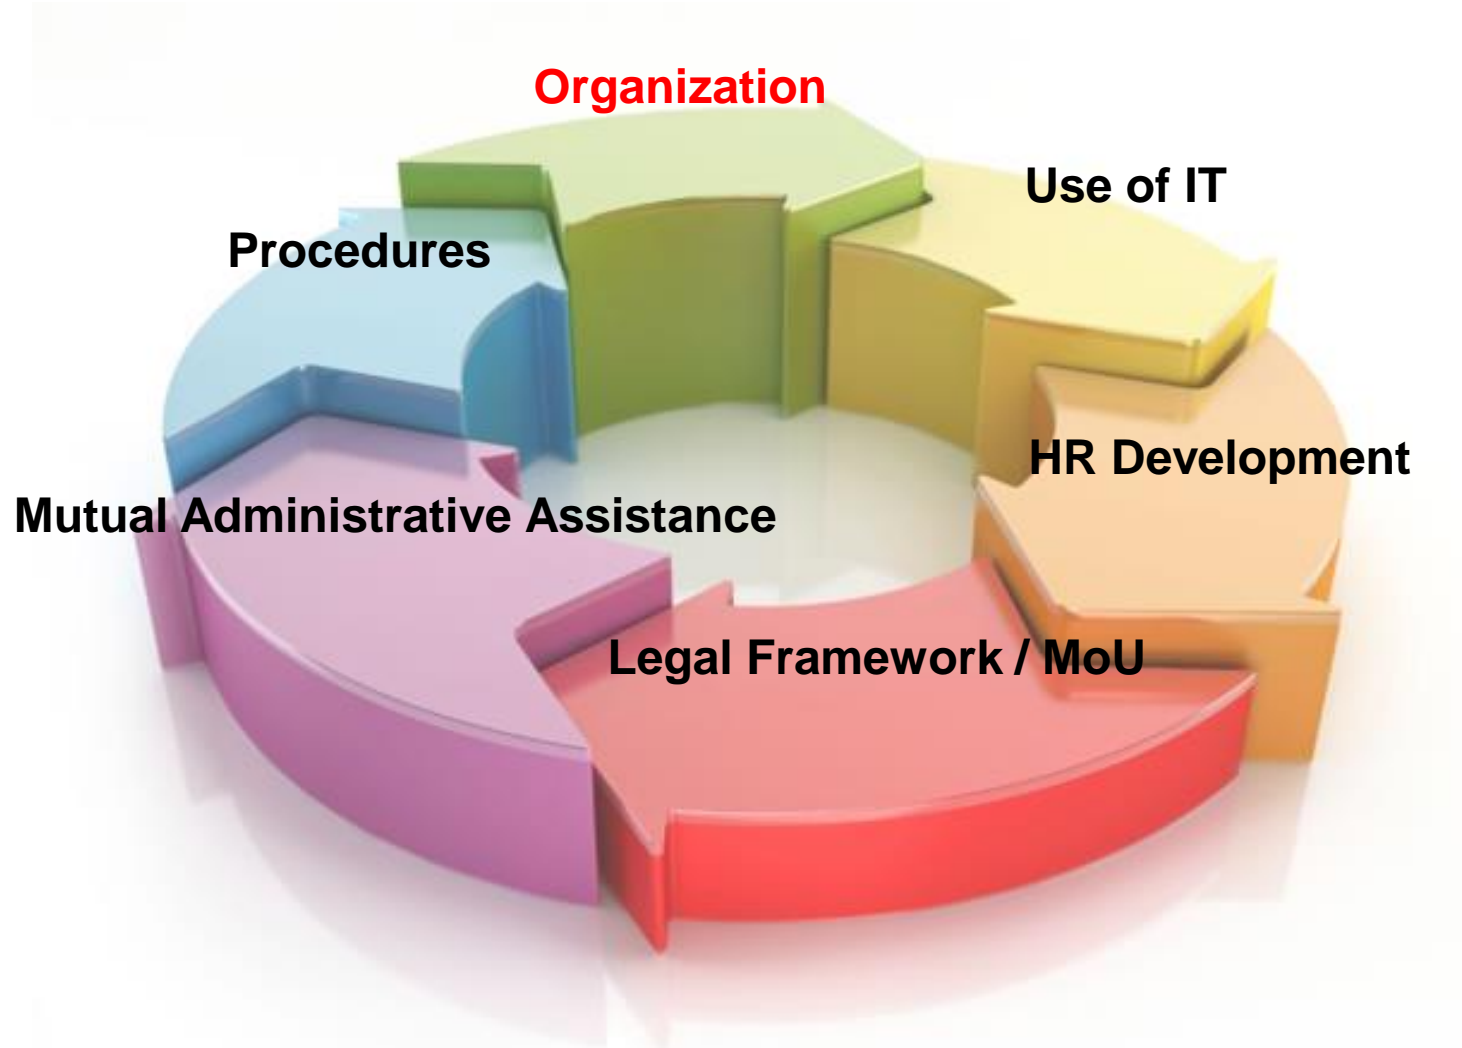 Organization
Use of IT
Procedures
HR Development
Mutual Administrative Assistance
Legal Framework / MoU